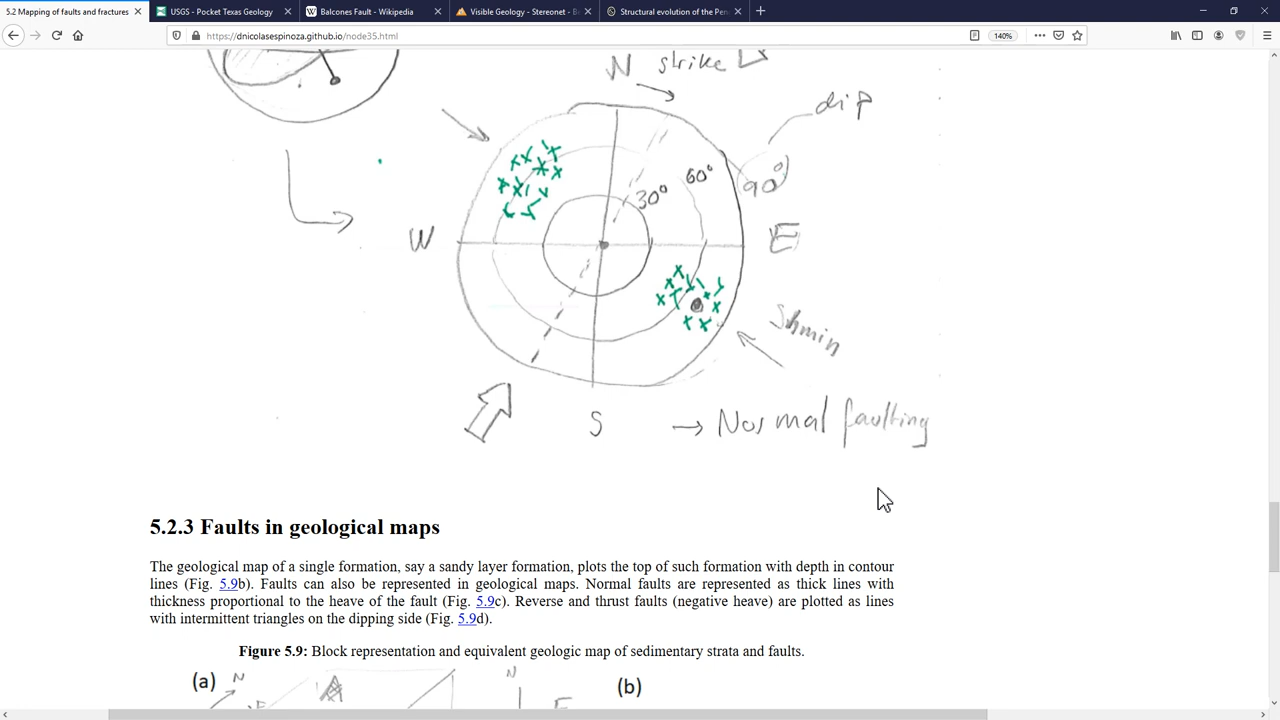 5.2 Mapping of faults and fractures
USGS - Pocket Texas Geology
Balcones Fault - Wikipedia
Visible Geology - Stereonet - B
Structural evolution of the Per
https://dnicolasespinoza.github.io/node35.html
140%
N strike
dip
60°
30°
90°
W
E
Shmin
S
→ Normal faulting
5.2.3 Faults in geological maps
The geological map of a single formation, say a sandy layer formation, plots the top of such formation with depth in contour
lines (Fig. 5.9b). Faults can also be represented in geological maps. Normal faults are represented as thick lines with
thickness proportional to the heave of the fault (Fig. 5.9c). Reverse and thrust faults (negative heave) are plotted as lines
with intermittent triangles on the dipping side (Fig. 5.9d).
Figure 5.9: Block representation and equivalent geologic map of sedimentary strata and faults.
(a)
N
N
(b)